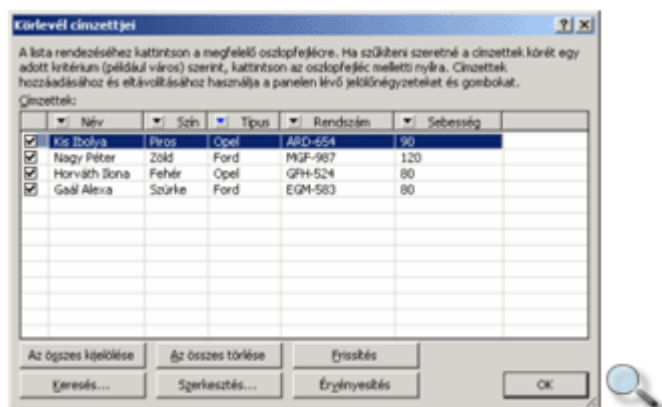 Körlevél címzettjei
A lista rendezéséhez kattintson a megfelelő oszlopfejlécre. Ha szűkíteni szeretné a címzettek körét egy
adott kritérium (például város) szerint, kattintson az oszlopfejléc melletti nyílra. Címzettek
hozzáadásához és eltávolításához használja a panelen lévő jelölőnégyzeteket és gombokat.
Címzettek:
Név Szín Típus Rendszám Sebesség
Kis Ibolya Piros Opel ARD-654 90
Nagy Péter Zöld Ford MGF-987 120
Horváth Ilona Fehér Opel GFH-524 80
Gaál Alexa Szürke Ford EGM-583 80
Az összes kijelölése Az összes törlése Frissítés
Keresés... Szerkesztés... Érvényesítés OK